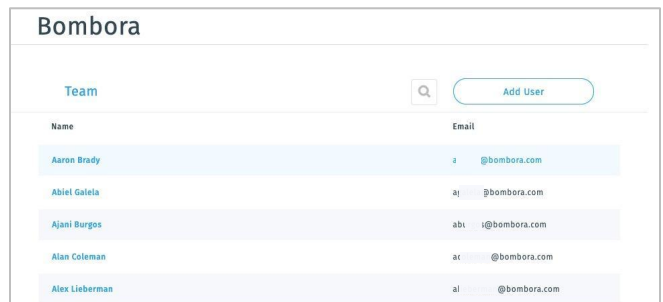 Bombora
Team
Add User
Name Email
Aaron Brady @bombora.com
Abiel Galela @bombora.com
Ajani Burgos @bombora.com
Alan Coleman @bombora.com
Alex Lieberman @bombora.com